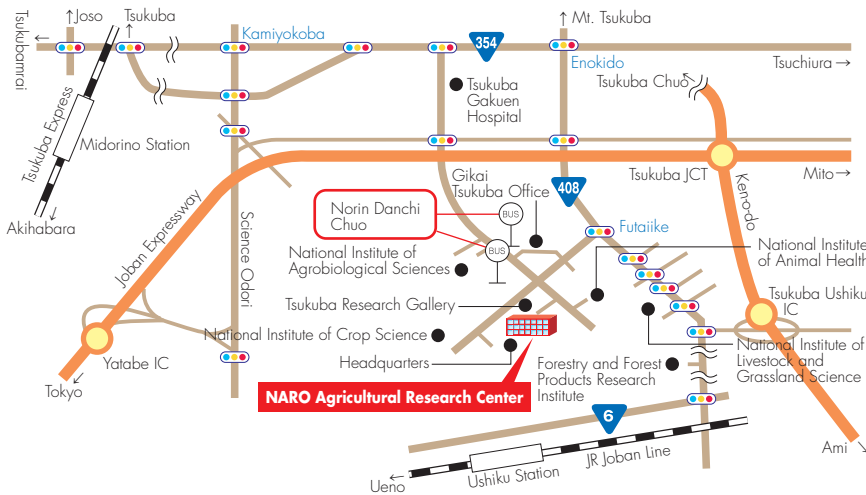 Tsukubamrai
Joso
Tsukuba
Kamiyokoba
354
Mt. Tsukuba
Enokido
Tsuchiura
Tsukuba Chuo
Tsukuba
Gakuen
Hospital
Tsukuba Express
Midorino Station
Akihabara
Gikai
Tsukuba Office
408
Tsukuba JCT
Mito
Ken-o-do
Joban Expressway
Science Odori
Norin Danchi
Chuo
BUS
BUS
Futaiike
National Institute of
Agrobiological Sciences
National Institute
of Animal Health
Tsukuba Research Gallery
Tsukuba Ushiku
IC
National Institute of Crop Science
Yatabe IC
Headquarters
National Institute of
Livestock and
Grassland Science
Forestry and Forest
Products Research
Institute
Tokyo
NARO Agricultural Research Center
6
Ami
JR Joban Line
Ushiku Station
Ueno